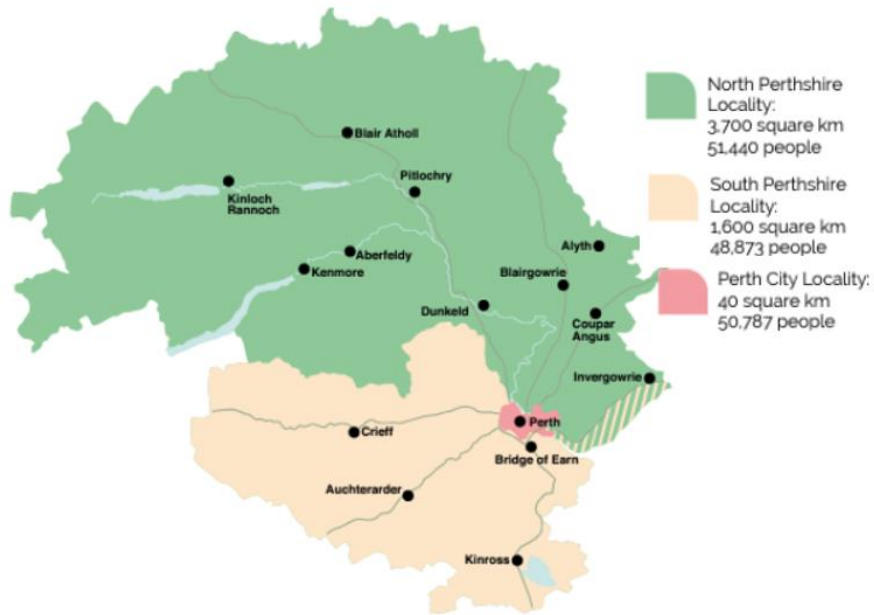 Blair Atholl
Pitlochry
Kinloch
Rannoch
Alyth
Aberfeldy
Kenmore
Blairgowrie
Dunkeld
Coupar
Angus
Invergowrie
Perth
Crieff
Bridge of Earn
Auchterarder
Kinross
North Perthshire
Locality:
3,700 square km
51,440 people
South Perthshire
Locality:
1,600 square km
48,873 people
Perth City Locality:
40 square km
50,787 people